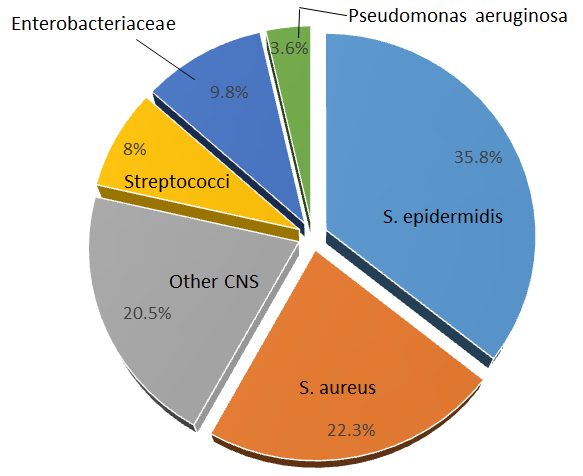 Pseudomonas aeruginosa
Enterobacteriaceae
3.6%
9.8%
8%
35.8%
Streptococci
S. epidermidis
Other CNS
20.5%
S. aureus
22.3%